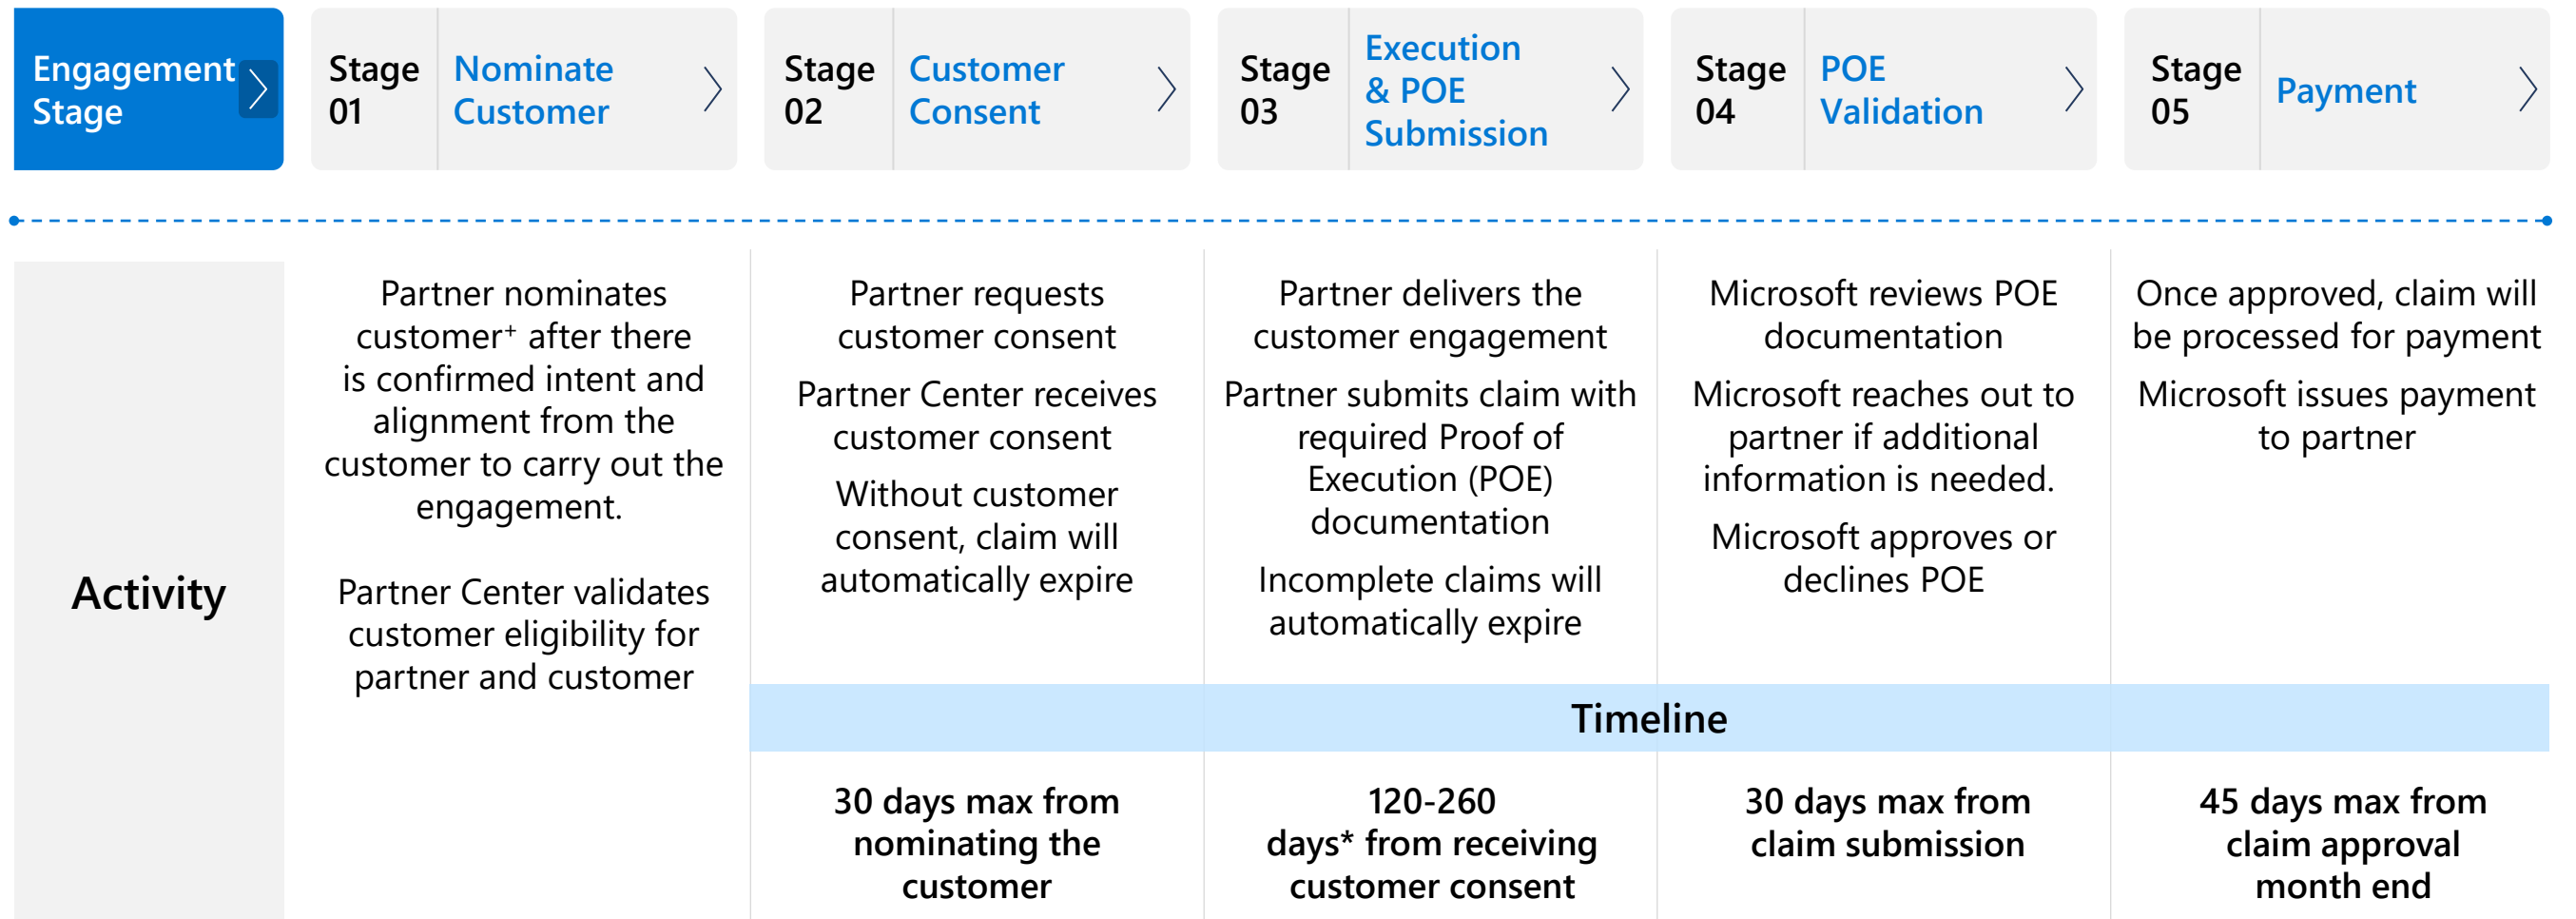 Engagement
Stage
Stage
01
Nominate
Customer
Stage
02
Customer
Consent
Stage
03
Execution
& POE
Submission
Stage
04
POE
Validation
Stage
05
Payment
Activity
Partner nominates
customer+ after there
is confirmed intent and
alignment from the
customer to carry out the
engagement.
Partner Center validates
customer eligibility for
partner and customer
Partner requests
customer consent
Partner Center receives
customer consent
Without customer
consent, claim will
automatically expire
Partner delivers the
customer engagement
Partner submits claim with
required Proof of
Execution (POE)
documentation
Incomplete claims will
automatically expire
Microsoft reviews POE
documentation
Microsoft reaches out to
partner if additional
information is needed.
Microsoft approves or
declines POE
Once approved, claim will
be processed for payment
Microsoft issues payment
to partner
Timeline
30 days max from
nominating the
customer
120-260
days* from receiving
customer consent
30 days max from
claim submission
45 days max from
claim approval
month end